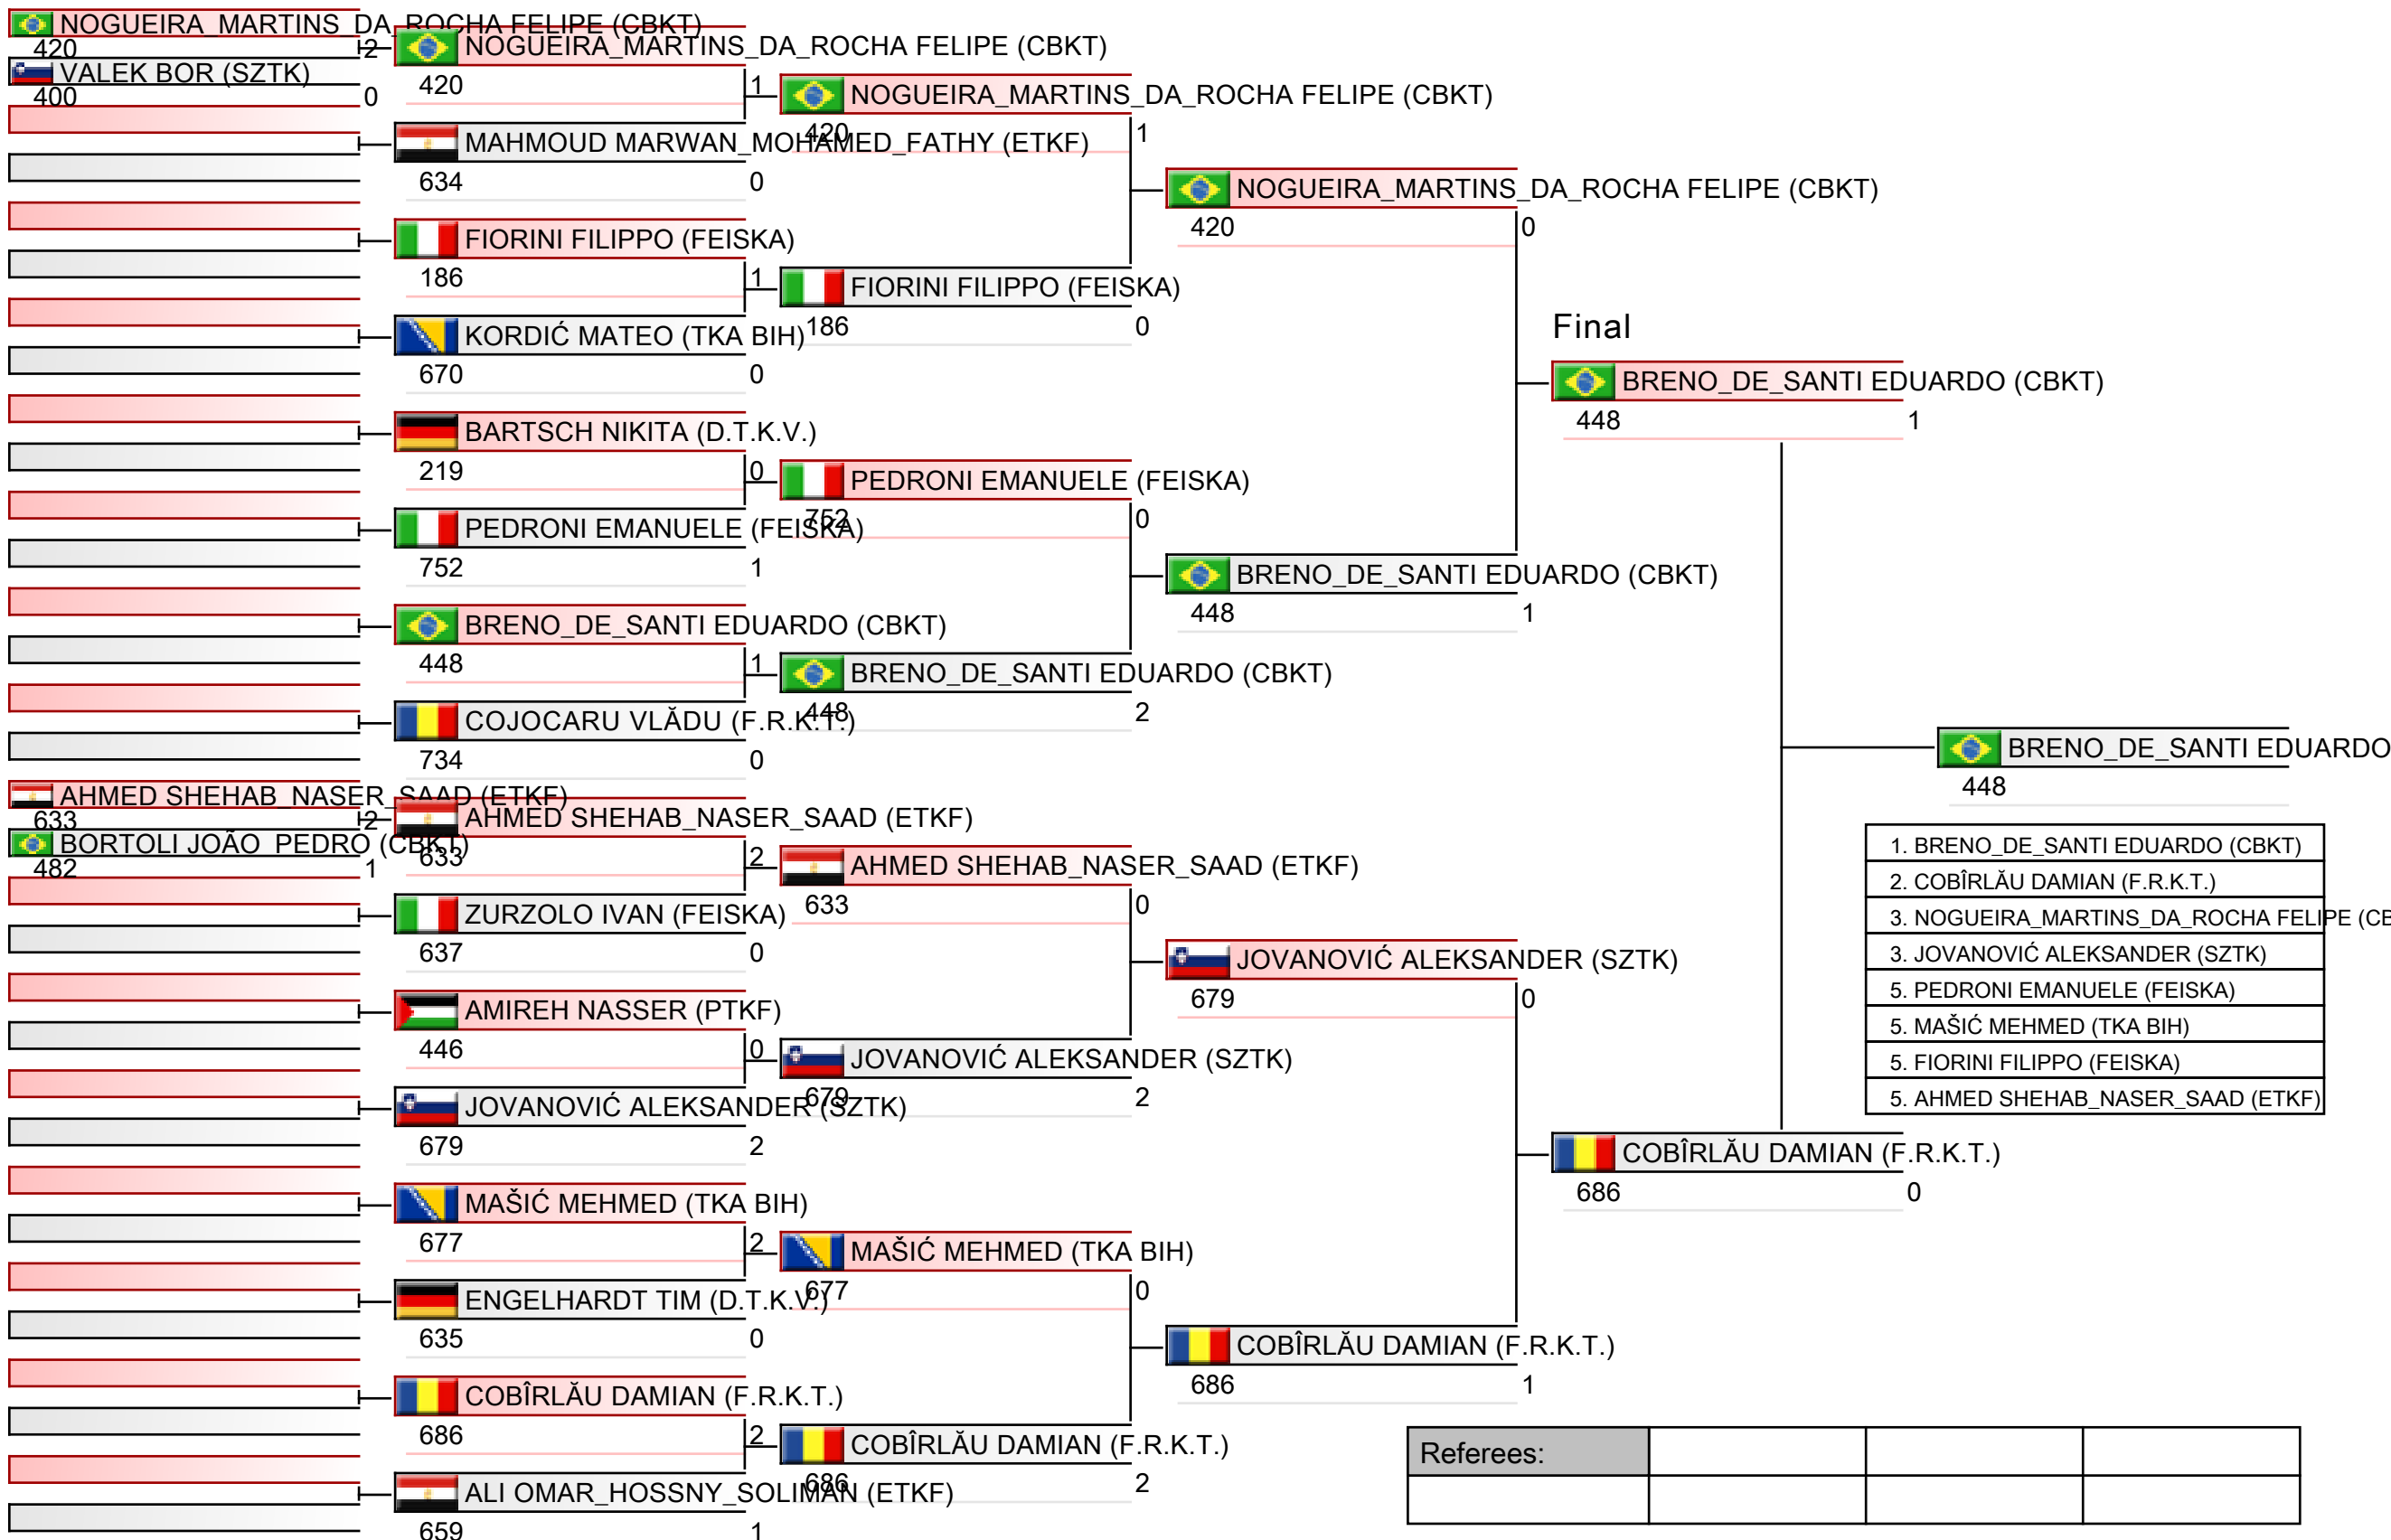 NOGUEIRA_MARTINS_DA_ROCHA FELIPE (CBKT)
420 2
VALEK BOR (SZTK)
400 0
AHMED SHEHAB_NASER_SAAD (ETKF)
633 2
BORTOLI JOÃO_PEDRO (CBKT)
482 1
NOGUEIRA_MARTINS_DA_ROCHA FELIPE (CBKT)
420 1
MAHMOUD MARWAN_MOHAMED_FATHY (ETKF)
634 0
FIORINI FILIPPO (FEISKA)
186 1
KORDIĆ MATEO (TKA BIH)
670 0
BARTSCH NIKITA (D.T.K.V.)
219 0
PEDRONI EMANUELE (FEISKA)
752 1
BRENO_DE_SANTI EDUARDO (CBKT)
448 1
COJOCARU VLĂDU (F.R.K.T.)
734 0
AHMED SHEHAB_NASER_SAAD (ETKF)
633 2
ZURZOLO IVAN (FEISKA)
637 0
AMIREH NASSER (PTKF)
446 0
JOVANOVIĆ ALEKSANDER (SZTK)
679 2
MAŠIĆ MEHMED (TKA BIH)
677 2
ENGELHARDT TIM (D.T.K.V.)
635 0
COBÎRLĂU DAMIAN (F.R.K.T.)
686 2
ALI OMAR_HOSSNY_SOLIMAN (ETKF)
659 1
NOGUEIRA_MARTINS_DA_ROCHA FELIPE (CBKT)
420 1
FIORINI FILIPPO (FEISKA)
186 0
PEDRONI EMANUELE (FEISKA)
752 0
BRENO_DE_SANTI EDUARDO (CBKT)
448 2
AHMED SHEHAB_NASER_SAAD (ETKF)
633 0
JOVANOVIĆ ALEKSANDER (SZTK)
679 2
MAŠIĆ MEHMED (TKA BIH)
677 0
COBÎRLĂU DAMIAN (F.R.K.T.)
686 2
NOGUEIRA_MARTINS_DA_ROCHA FELIPE (CBKT)
420 0
BRENO_DE_SANTI EDUARDO (CBKT)
448 1
JOVANOVIĆ ALEKSANDER (SZTK)
679 0
COBÎRLĂU DAMIAN (F.R.K.T.)
686 1
Final
BRENO_DE_SANTI EDUARDO (CBKT)
448 1
COBÎRLĂU DAMIAN (F.R.K.T.)
686 0
BRENO_DE_SANTI EDUARDO
448
1. BRENO_DE_SANTI EDUARDO (CBKT)
2. COBÎRLĂU DAMIAN (F.R.K.T.)
3. NOGUEIRA_MARTINS_DA_ROCHA FELIPE (CB
3. JOVANOVIĆ ALEKSANDER (SZTK)
5. PEDRONI EMANUELE (FEISKA)
5. MAŠIĆ MEHMED (TKA BIH)
5. FIORINI FILIPPO (FEISKA)
5. AHMED SHEHAB_NASER_SAAD (ETKF)
Referees: